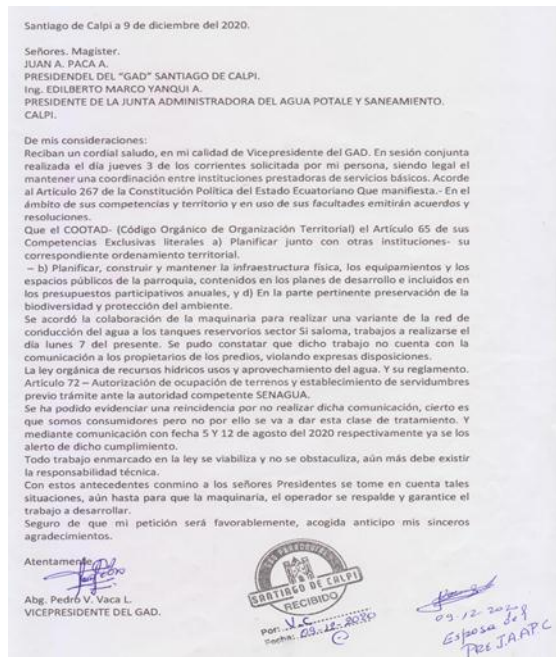 Santiago de Calpi a 9 de diciembre del 2020.
Señores. Magister.
JUAN A. PACA A.
PRESIDENDEL DEL "GAD" SANTIAGO DE CALPI.
Ing. EDILBERTO MARCO YANQUI A.
PRESIDENTE DE LA JUNTA ADMINISTRADORA DEL AGUA POTALE Y SANEAMIENTO.
CALPI.
De mis consideraciones:
Reciban un cordial saludo, en mi calidad de Vicepresidente del GAD. En sesión conjunta
realizada el día jueves 3 de los corrientes solicitada por mi persona, siendo legal el
mantener una coordinación entre instituciones prestadoras de servicios básicos. Acorde
al Artículo 267 de la Constitución Política del Estado Ecuatoriano Que manifiesta.- En el
ámbito de sus competencias y territorio y en uso de sus facultades emitirán acuerdos y
resoluciones.
Que el COOTAD- (Código Orgánico de Organización Territorial) el Artículo 65 de sus
Competencias Exclusivas literales a) Planificar junto con otras instituciones- su
correspondiente ordenamiento territorial.
– b) Planificar, construir y mantener la infraestructura física, los equipamientos y los
espacios públicos de la parroquia, contenidos en los planes de desarrollo e incluidos en
los presupuestos participativos anuales, y d) En la parte pertinente preservación de la
biodiversidad y protección del ambiente.
Se acordó la colaboración de la maquinaria para realizar una variante de la red de
conducción del agua a los tanques reservorios sector Si saloma, trabajos a realizarse el
día lunes 7 del presente. Se pudo constatar que dicho trabajo no cuenta con la
comunicación a los propietarios de los predios, violando expresas disposiciones.
La ley orgánica de recursos hídricos usos y aprovechamiento del agua. Y su reglamento.
Artículo 72 – Autorización de ocupación de terrenos y establecimiento de servidumbres
previo trámite ante la autoridad competente SENAGUA.
Se ha podido evidenciar una reincidencia por no realizar dicha comunicación, cierto es
que somos consumidores pero no por ello se va a dar esta clase de tratamiento. Y
mediante comunicación con fecha 5 Y 12 de agosto del 2020 respectivamente ya se los
alerto de dicho cumplimiento.
Todo trabajo enmarcado en la ley se viabiliza y no se obstaculiza, aún más debe existir
la responsabilidad técnica.
Con estos antecedentes conmino a los señores Presidentes se tome en cuenta tales
situaciones, aún hasta para que la maquinaria, el operador se respalde y garantice el
trabajo a desarrollar.
Seguro de que mi petición será favorablemente, acogida anticipo mis sinceros
agradecimientos.
Atentamente
Abg. Pedro V. Vaca L.
VICEPRESIDENTE DEL GAD.
SANTIAGO DE CALPI
RECIBIDO
Por: V.C
Fecha: 09-12-2020
09-12-2020
Esposa del
PRE J.A.A.P.C